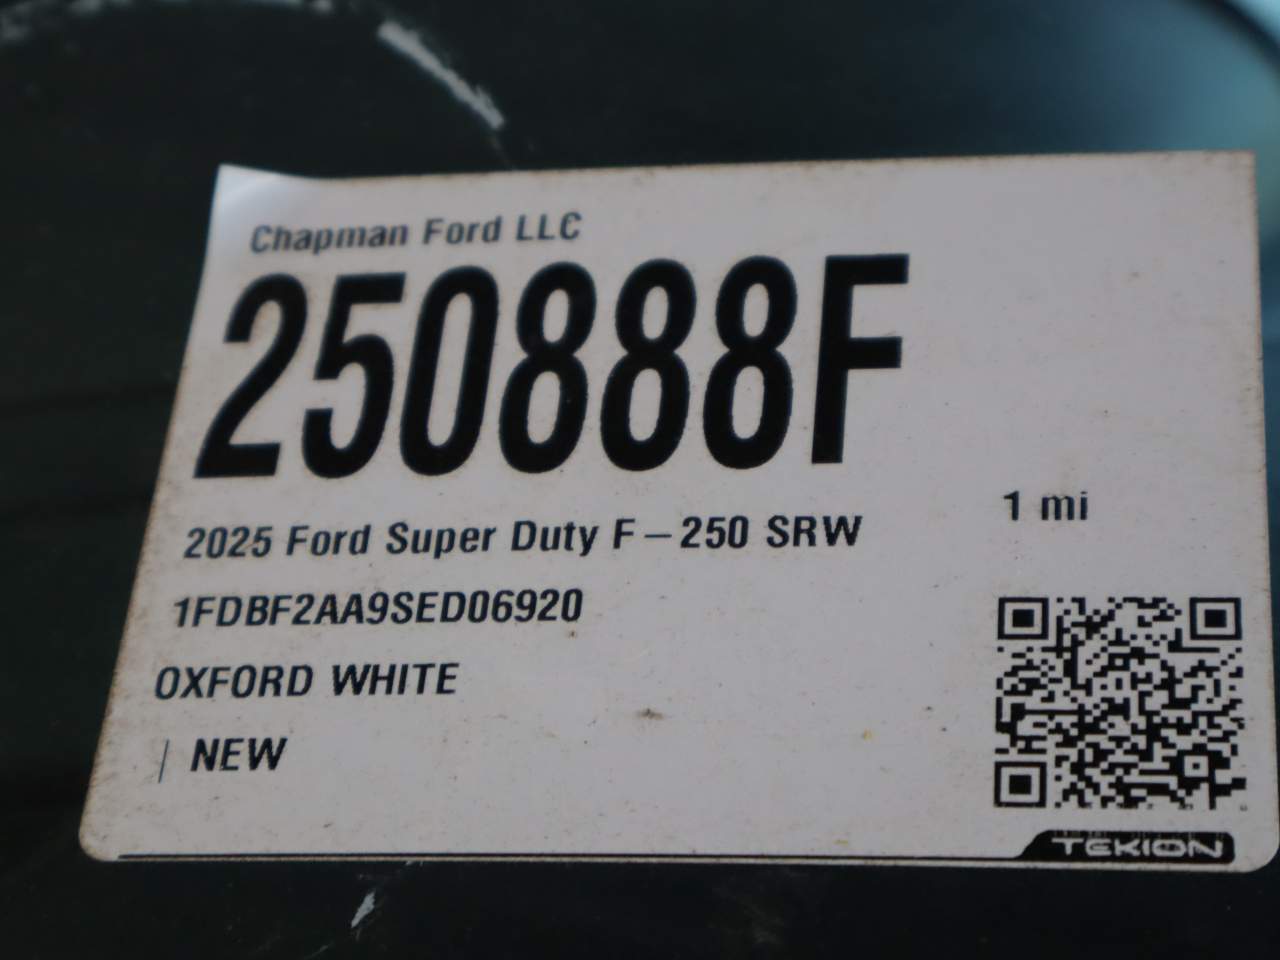 Chapman Ford LLC
250888F
2025 Ford Super Duty F-250 SRW
1 mi
1FDBF2AA9SED06920
OXFORD WHITE
| NEW
TEKION